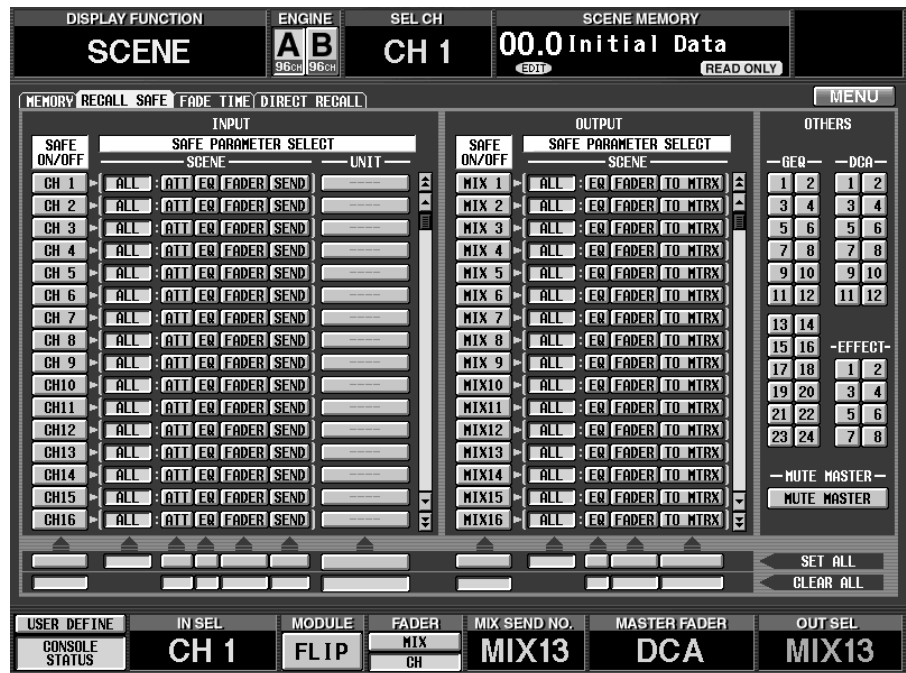 DISPLAY FUNCTION ENGINE SEL CH SCENE MEMORY
SCENE A B CH 1 00.0 Initial Data
96CH 96CH EDIT READ ONLY
MEMORY RECALL SAFE FADE TIME DIRECT RECALL MENU
INPUT OUTPUT OTHERS
SAFE ON/OFF SAFE PARAMETER SELECT SAFE ON/OFF SAFE PARAMETER SELECT
SCENE UNIT SCENE GEQ DCA
CH 1 ALL : ATT EQ FADER SEND ---- MIX 1 ALL : EQ FADER TO MTRX 1 2 1 2
CH 2 ALL : ATT EQ FADER SEND ---- MIX 2 ALL : EQ FADER TO MTRX 3 4 3 4
CH 3 ALL : ATT EQ FADER SEND ---- MIX 3 ALL : EQ FADER TO MTRX 5 6 5 6
CH 4 ALL : ATT EQ FADER SEND ---- MIX 4 ALL : EQ FADER TO MTRX 7 8 7 8
CH 5 ALL : ATT EQ FADER SEND ---- MIX 5 ALL : EQ FADER TO MTRX 9 10 9 10
CH 6 ALL : ATT EQ FADER SEND ---- MIX 6 ALL : EQ FADER TO MTRX 11 12 11 12
CH 7 ALL : ATT EQ FADER SEND ---- MIX 7 ALL : EQ FADER TO MTRX 13 14
CH 8 ALL : ATT EQ FADER SEND ---- MIX 8 ALL : EQ FADER TO MTRX 15 16 -EFFECT-
CH 9 ALL : ATT EQ FADER SEND ---- MIX 9 ALL : EQ FADER TO MTRX 17 18 1 2
CH10 ALL : ATT EQ FADER SEND ---- MIX10 ALL : EQ FADER TO MTRX 19 20 3 4
CH11 ALL : ATT EQ FADER SEND ---- MIX11 ALL : EQ FADER TO MTRX 21 22 5 6
CH12 ALL : ATT EQ FADER SEND ---- MIX12 ALL : EQ FADER TO MTRX 23 24 7 8
CH13 ALL : ATT EQ FADER SEND ---- MIX13 ALL : EQ FADER TO MTRX
CH14 ALL : ATT EQ FADER SEND ---- MIX14 ALL : EQ FADER TO MTRX MUTE MASTER
CH15 ALL : ATT EQ FADER SEND ---- MIX15 ALL : EQ FADER TO MTRX MUTE MASTER
CH16 ALL : ATT EQ FADER SEND ---- MIX16 ALL : EQ FADER TO MTRX
SET ALL
CLEAR ALL
USER DEFINE IN SEL MODULE FADER MIX SEND NO. MASTER FADER OUT SEL
CONSOLE STATUS CH 1 FLIP MIX CH MIX13 DCA MIX13